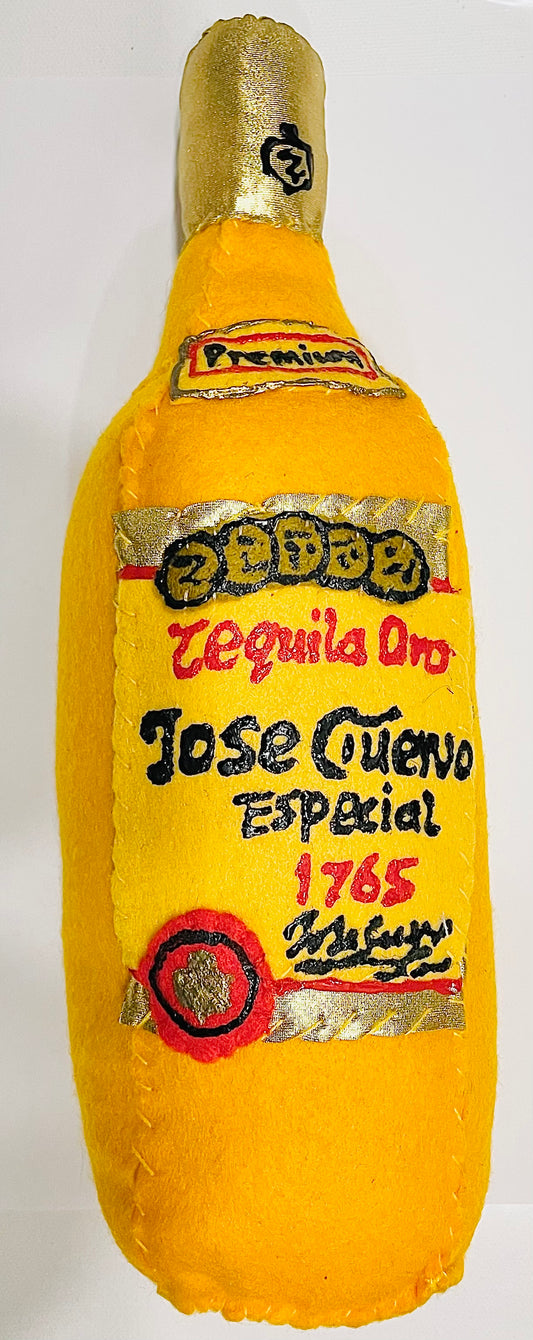 Premium
Tequila Oro
Jose Cuervo
Especial
1765